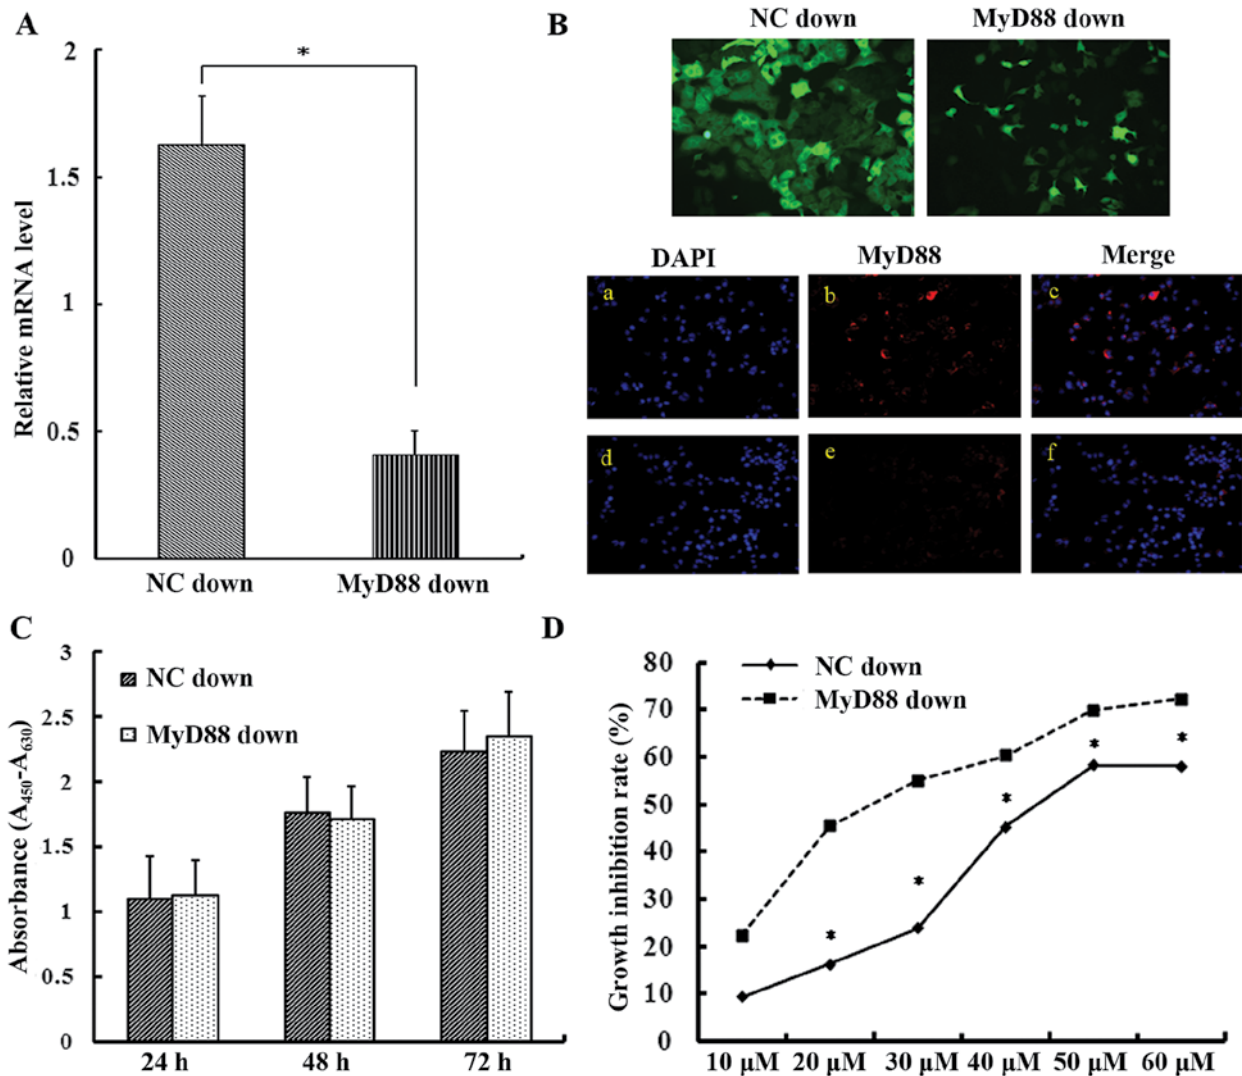 A
2
1.5
1
0.5
0
Relative mRNA level
*
NC down
MyD88 down
B
NC down
MyD88 down
DAPI
MyD88
Merge
a
b
c
d
e
f
C
3
2.5
2
1.5
1
0.5
0
Absorbance (A450-A630)
NC down
MyD88 down
24 h
48 h
72 h
D
80
70
60
50
40
30
20
10
0
Growth inhibition rate (%)
NC down
MyD88 down
*
*
*
*
*
10 μM
20 μM
30 μM
40 μM
50 μM
60 μM